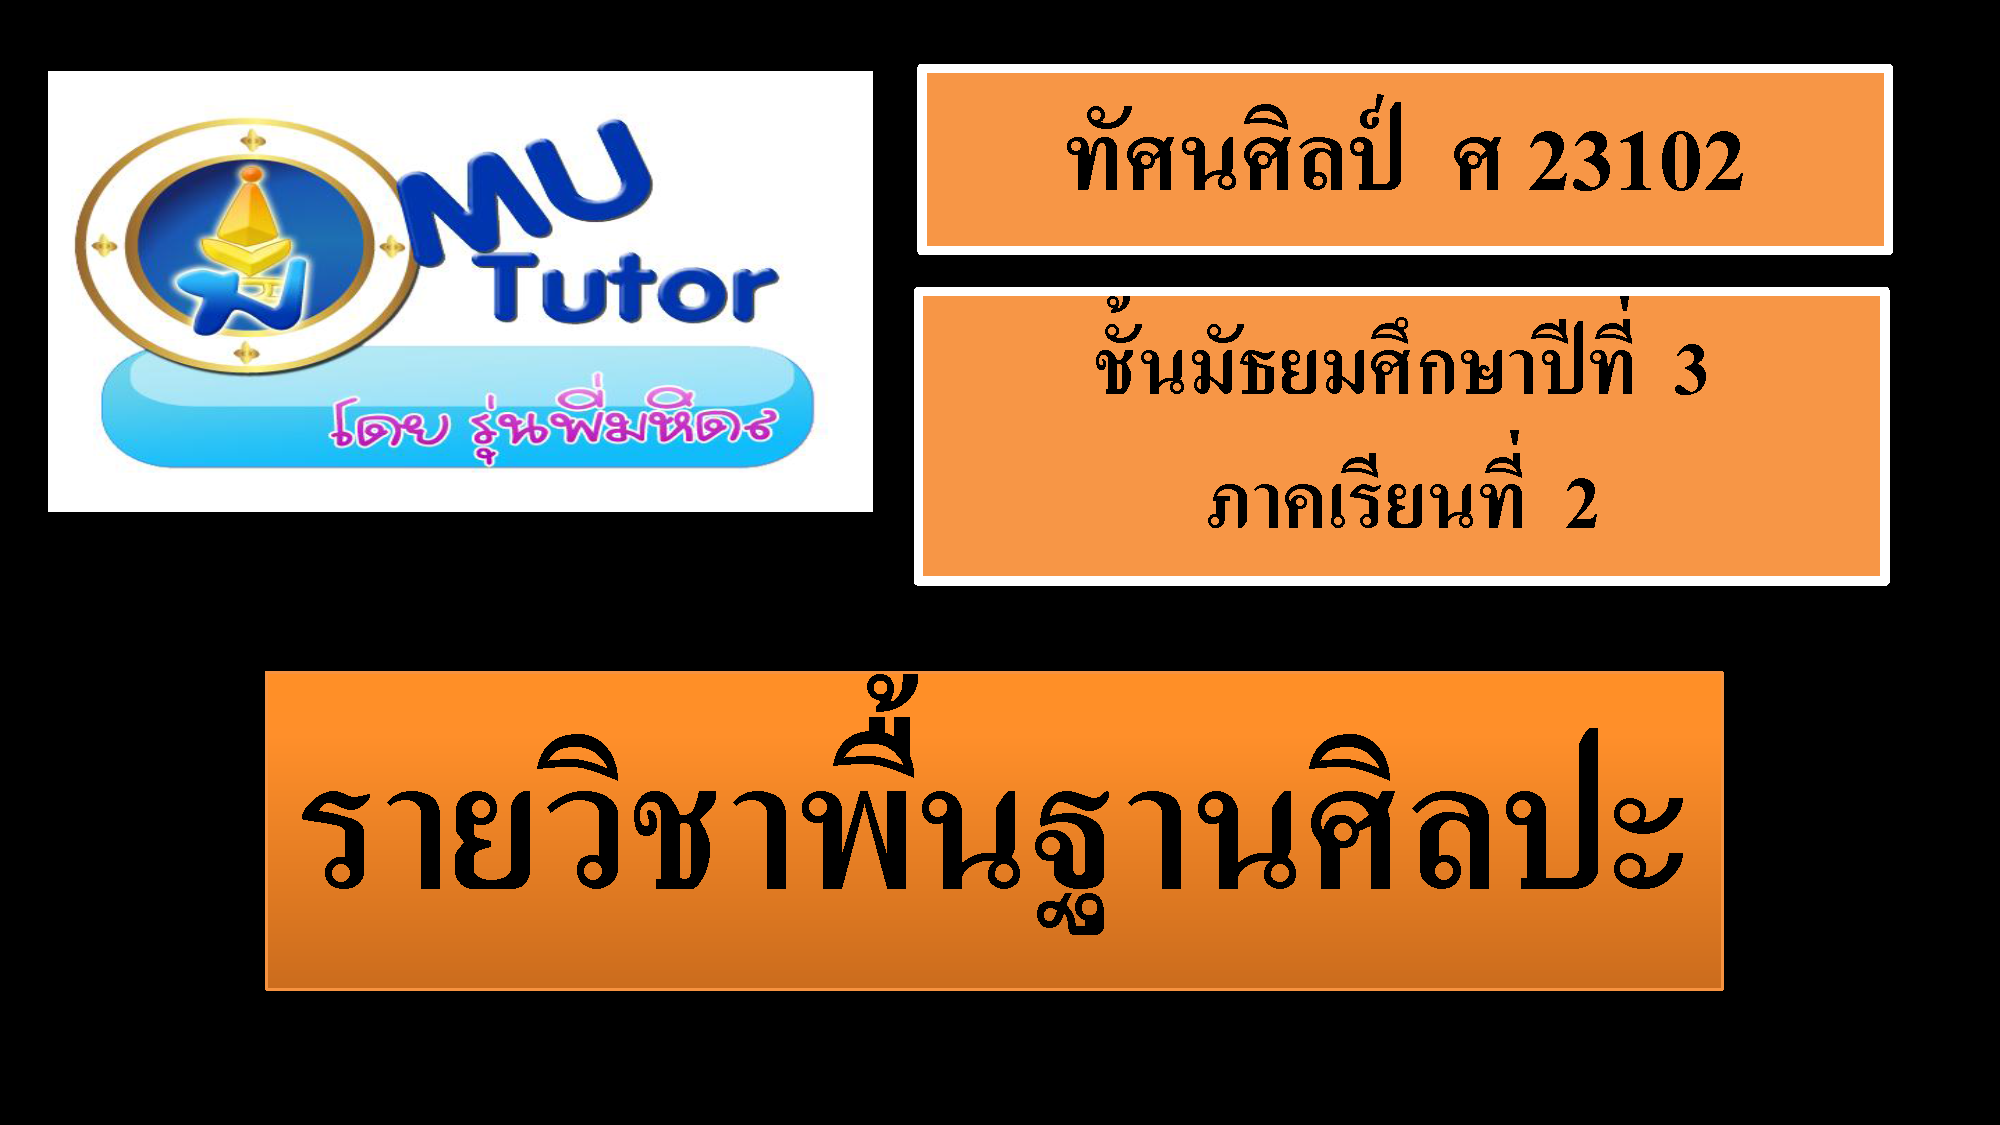 MU
Tutor
โดย รุ่นพี่มหิดล
ทัศนศิลป์ ศ 23102
ชั้นมัธยมศึกษาปีที่ 3
ภาคเรียนที่ 2
รายวิชาพื้นฐานศิลปะ